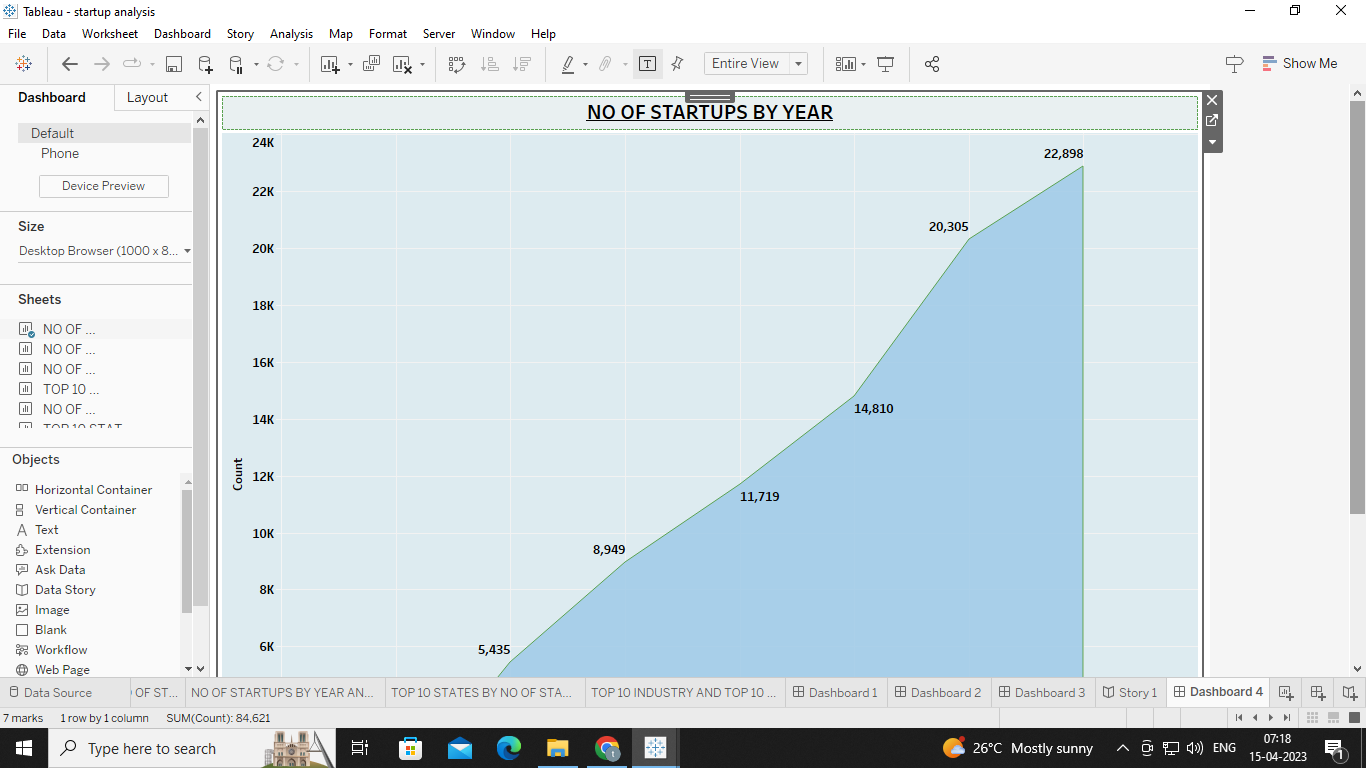 Tableau - startup analysis
File Data Worksheet Dashboard Story Analysis Map Format Server Window Help
Entire View
Show Me
Dashboard Layout
Default
Phone
Device Preview
Size
Desktop Browser (1000 x 8...
Sheets
NO OF ...
NO OF ...
NO OF ...
TOP 10 ...
NO OF ...
TOP 10 STAT
Objects
Horizontal Container
Vertical Container
Text
Extension
Ask Data
Data Story
Image
Blank
Workflow
Web Page
NO OF STARTUPS BY YEAR
24K
22,898
22K
20,305
20K
18K
16K
14,810
14K
Count
12K
11,719
10K
8,949
8K
5,435
6K
Data Source OF ST... NO OF STARTUPS BY YEAR AN... TOP 10 STATES BY NO OF STA... TOP 10 INDUSTRY AND TOP 10 ... Dashboard 1 Dashboard 2 Dashboard 3 Story 1 Dashboard 4
7 marks 1 row by 1 column SUM(Count): 84,621
Type here to search
26°C Mostly sunny
ENG
07:18
15-04-2023
1